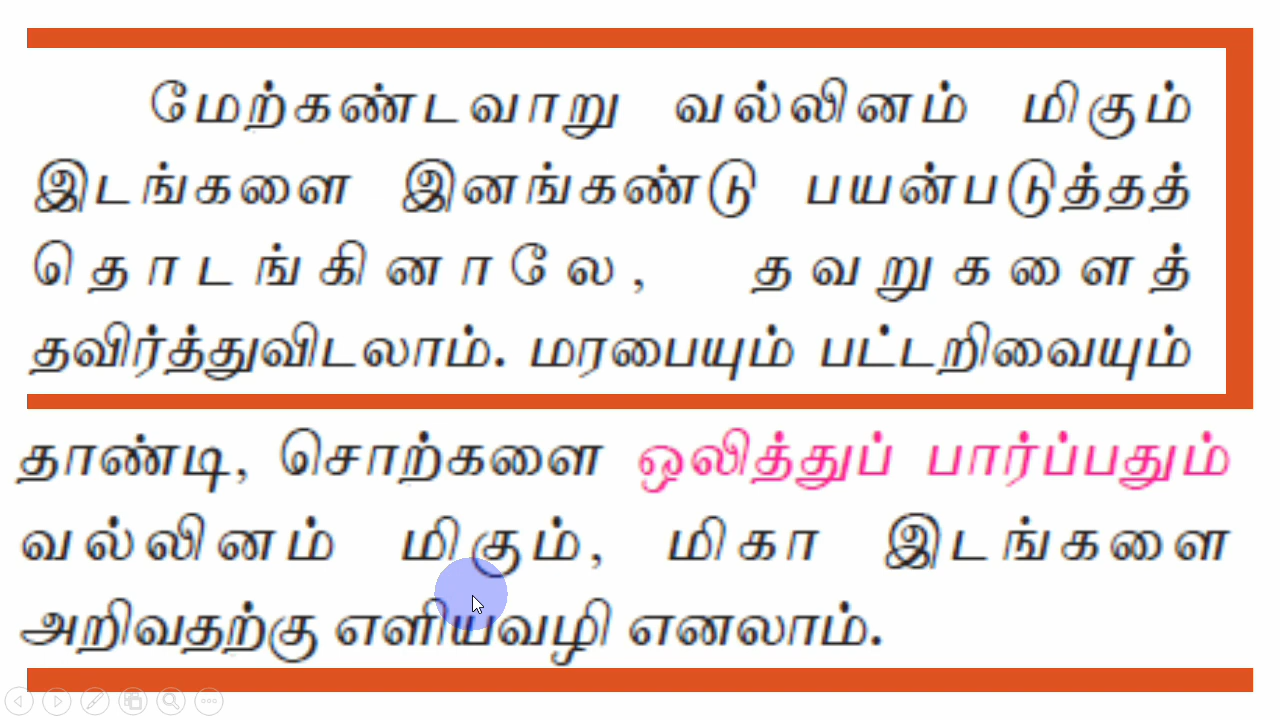 மேற்கண்டவாறு வல்லினம் மிகும்
இடங்களை இனங்கண்டு பயன்படுத்தத்
தொடங்கினாலே, தவறுகளைத்
தவிர்த்துவிடலாம். மரபையும் பட்டறிவையும்
தாண்டி, சொற்களை ஒலித்துப் பார்ப்பதும்
வல்லினம் மிகும், மிகா இடங்களை
அறிவதற்கு எளியவழி எனலாம்.